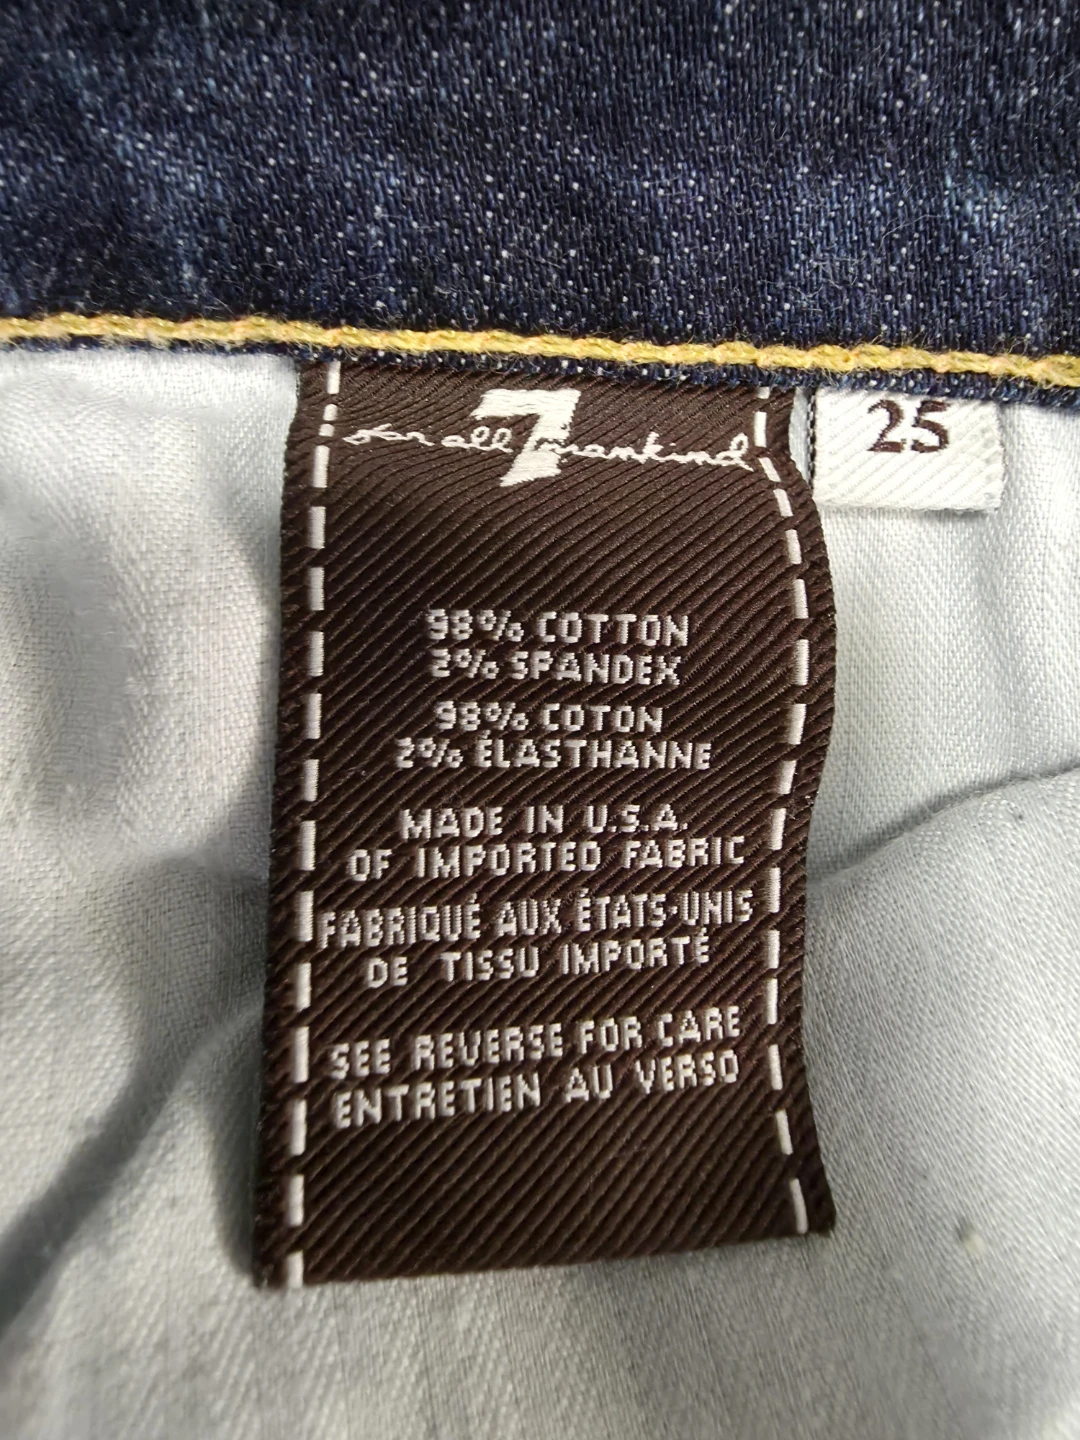 for all 7 mankind
25
98% COTTON
2% SPANDEX
98% COTON
2% ÉLASTHANNE
MADE IN U.S.A.
OF IMPORTED FABRIC
FABRIQUÉ AUX ÉTATS-UNIS
DE TISSU IMPORTÉ
SEE REVERSE FOR CARE
ENTRETIEN AU VERSO